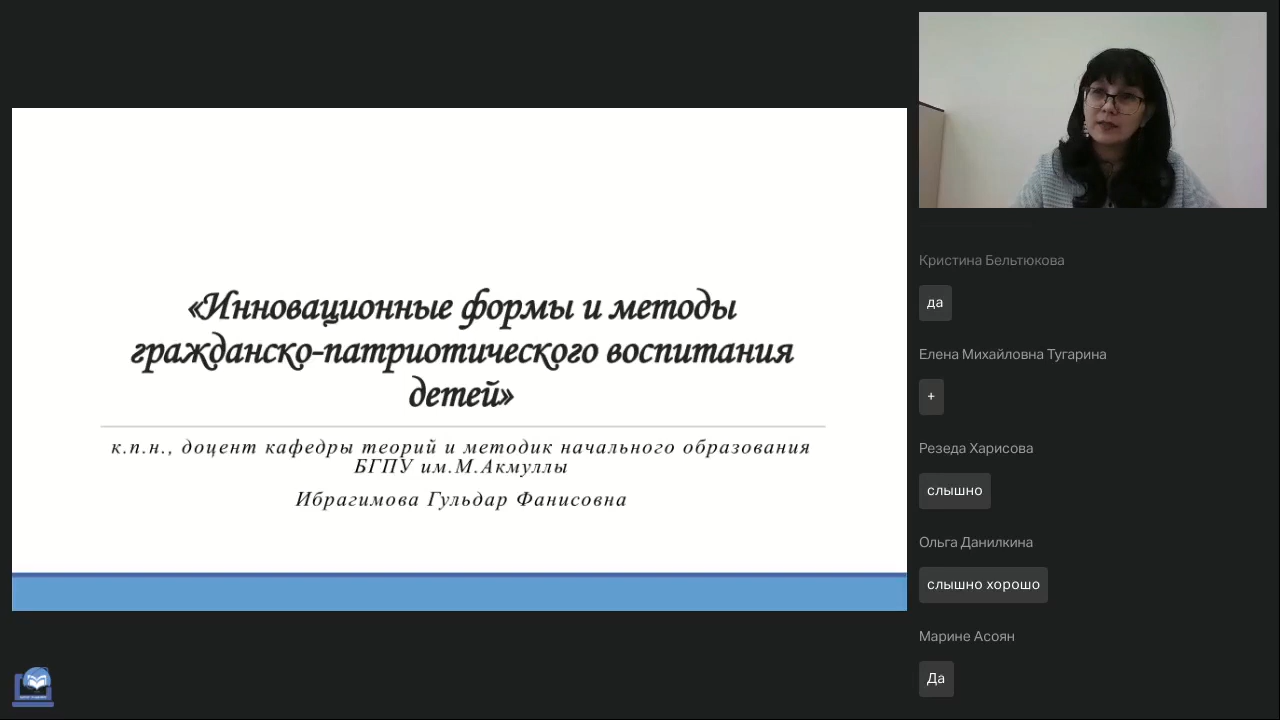 «Инновационные формы и методы
гражданско-патриотического воспитания
детей»
к.п.н., доцент кафедры теорий и методик начального образования
БГПУ им.М.Акмуллы
Ибрагимова Гульдар Фанисовна
Кристина Бельтюкова
да
Елена Михайловна Тугарина
+
Резеда Харисова
слышно
Ольга Данилкина
слышно хорошо
Марине Асоян
Да